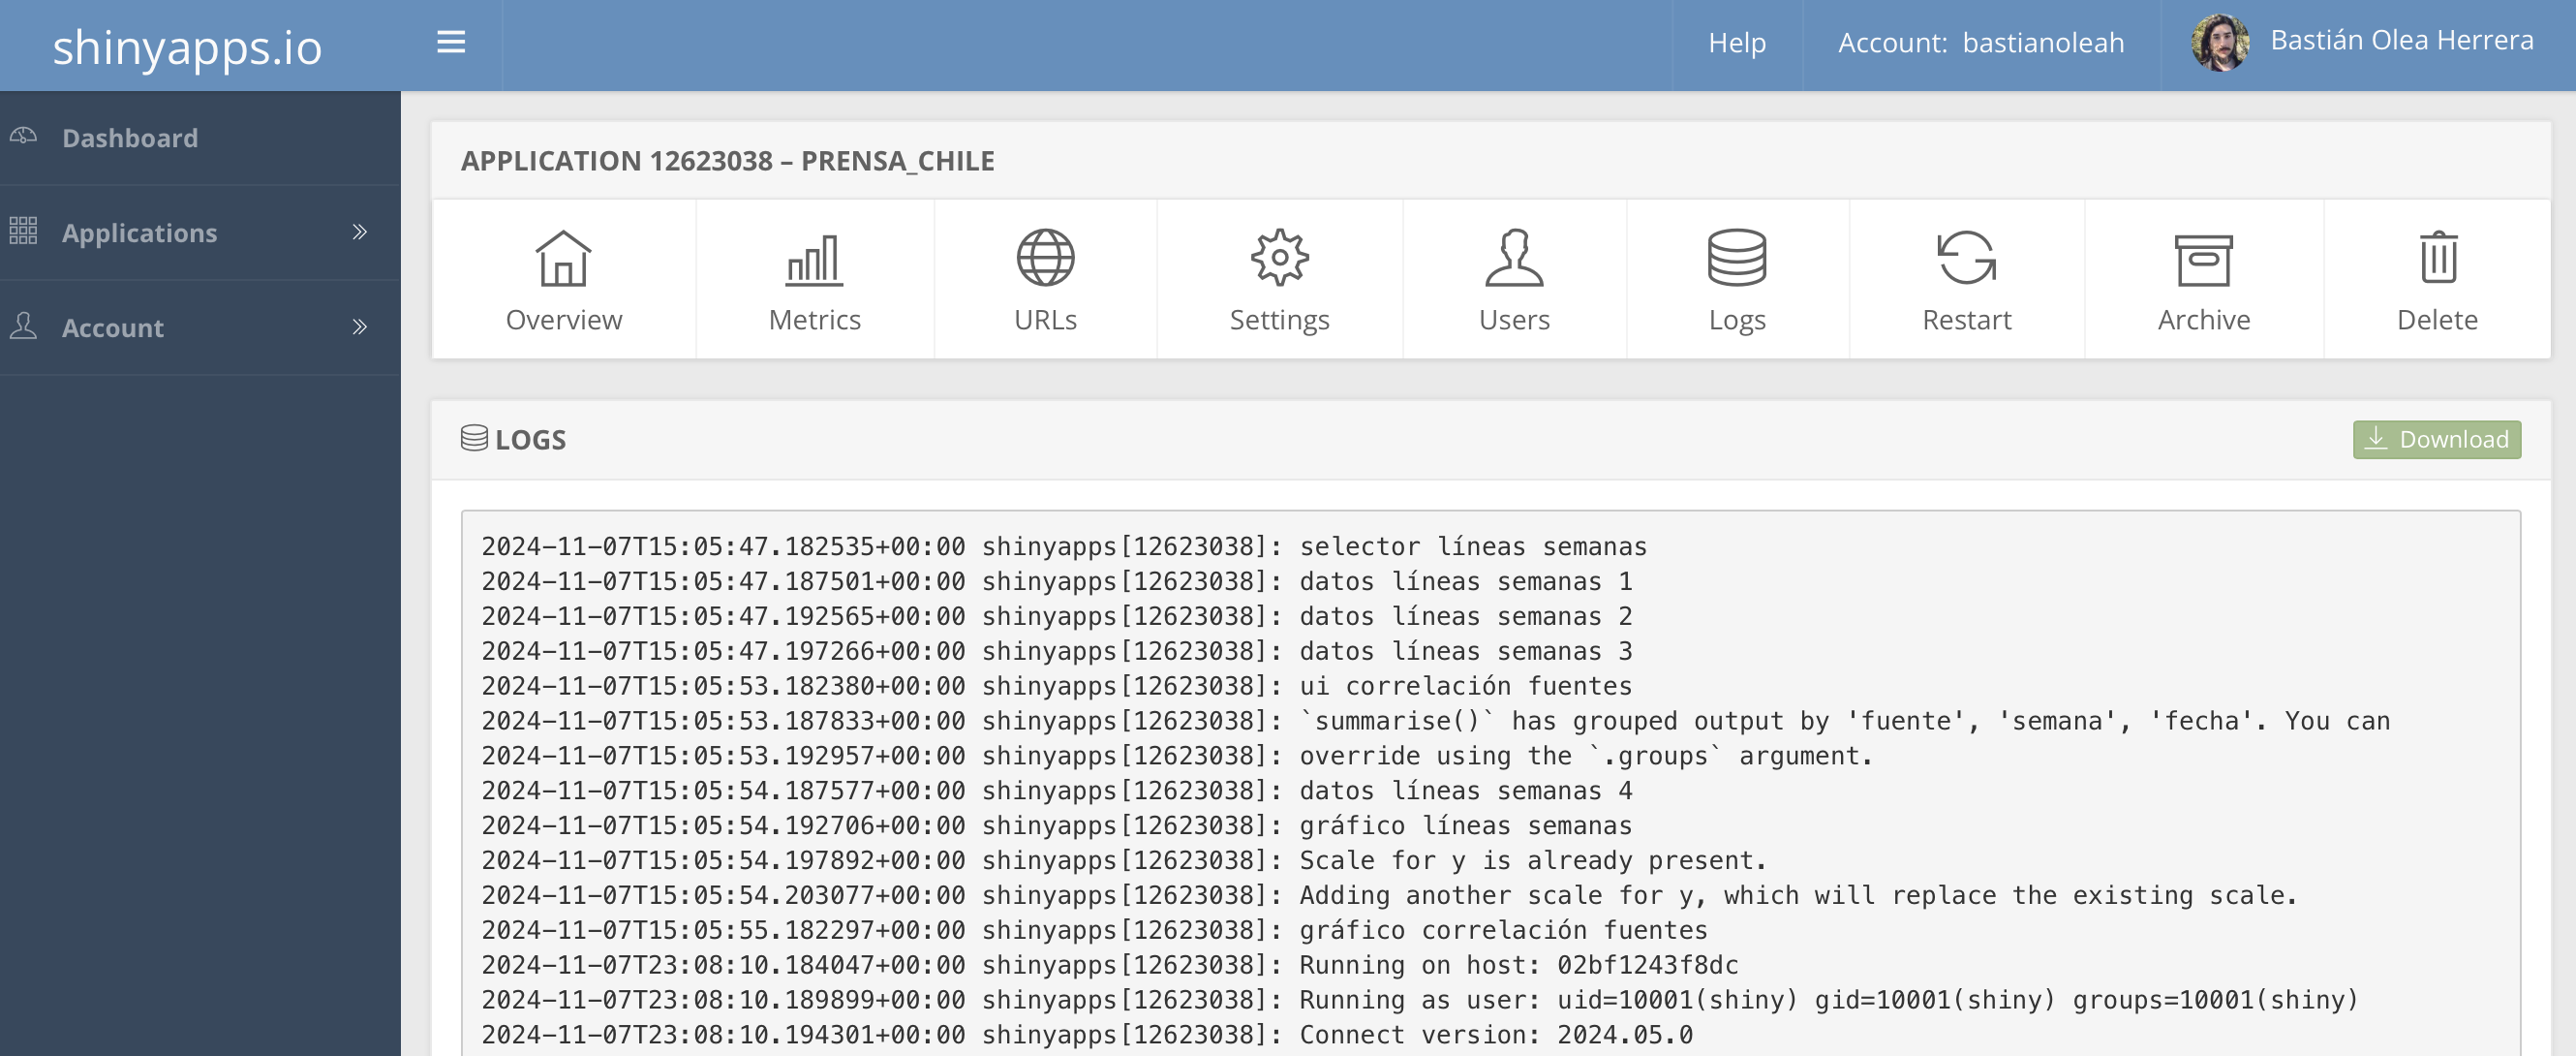 shinyapps.io
Help
Account: bastianoleah
Bastián Olea Herrera
Dashboard
Applications
Account
APPLICATION 12623038 – PRENSA_CHILE
Overview
Metrics
URLs
Settings
Users
Logs
Restart
Archive
Delete
LOGS
Download
2024-11-07T15:05:47.182535+00:00 shinyapps[12623038]: selector líneas semanas
2024-11-07T15:05:47.187501+00:00 shinyapps[12623038]: datos líneas semanas 1
2024-11-07T15:05:47.192565+00:00 shinyapps[12623038]: datos líneas semanas 2
2024-11-07T15:05:47.197266+00:00 shinyapps[12623038]: datos líneas semanas 3
2024-11-07T15:05:53.182380+00:00 shinyapps[12623038]: ui correlación fuentes
2024-11-07T15:05:53.187833+00:00 shinyapps[12623038]: `summarise()` has grouped output by 'fuente', 'semana', 'fecha'. You can
2024-11-07T15:05:53.192957+00:00 shinyapps[12623038]: override using the `.groups` argument.
2024-11-07T15:05:54.187577+00:00 shinyapps[12623038]: datos líneas semanas 4
2024-11-07T15:05:54.192706+00:00 shinyapps[12623038]: gráfico líneas semanas
2024-11-07T15:05:54.197892+00:00 shinyapps[12623038]: Scale for y is already present.
2024-11-07T15:05:54.203077+00:00 shinyapps[12623038]: Adding another scale for y, which will replace the existing scale.
2024-11-07T15:05:55.182297+00:00 shinyapps[12623038]: gráfico correlación fuentes
2024-11-07T23:08:10.184047+00:00 shinyapps[12623038]: Running on host: 02bf1243f8dc
2024-11-07T23:08:10.189899+00:00 shinyapps[12623038]: Running as user: uid=10001(shiny) gid=10001(shiny) groups=10001(shiny)
2024-11-07T23:08:10.194301+00:00 shinyapps[12623038]: Connect version: 2024.05.0